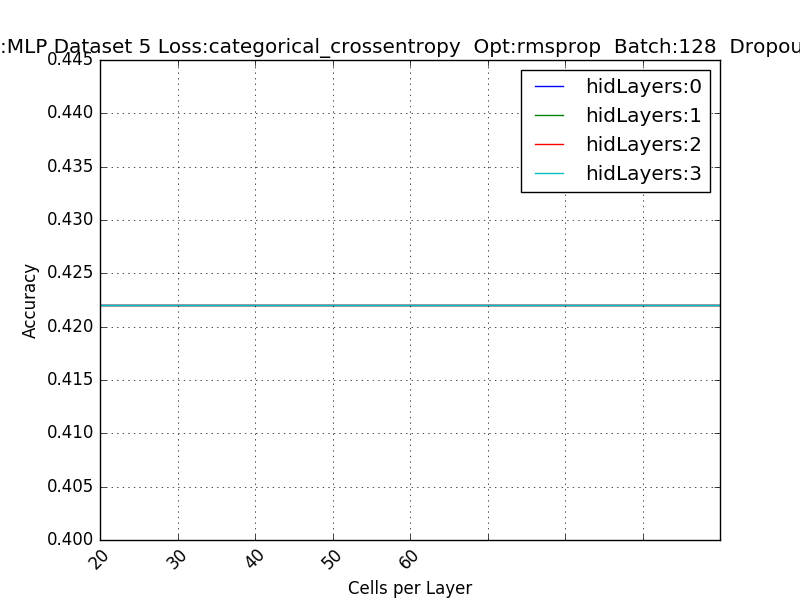 :MLP Dataset 5 Loss:categorical_crossentropy  Opt:rmsprop  Batch:128  Dropou
0.445
0.440
0.435
0.430
0.425
0.420
0.415
0.410
0.405
0.400
Accuracy
hidLayers:0
hidLayers:1
hidLayers:2
hidLayers:3
20 30 40 50 60
Cells per Layer